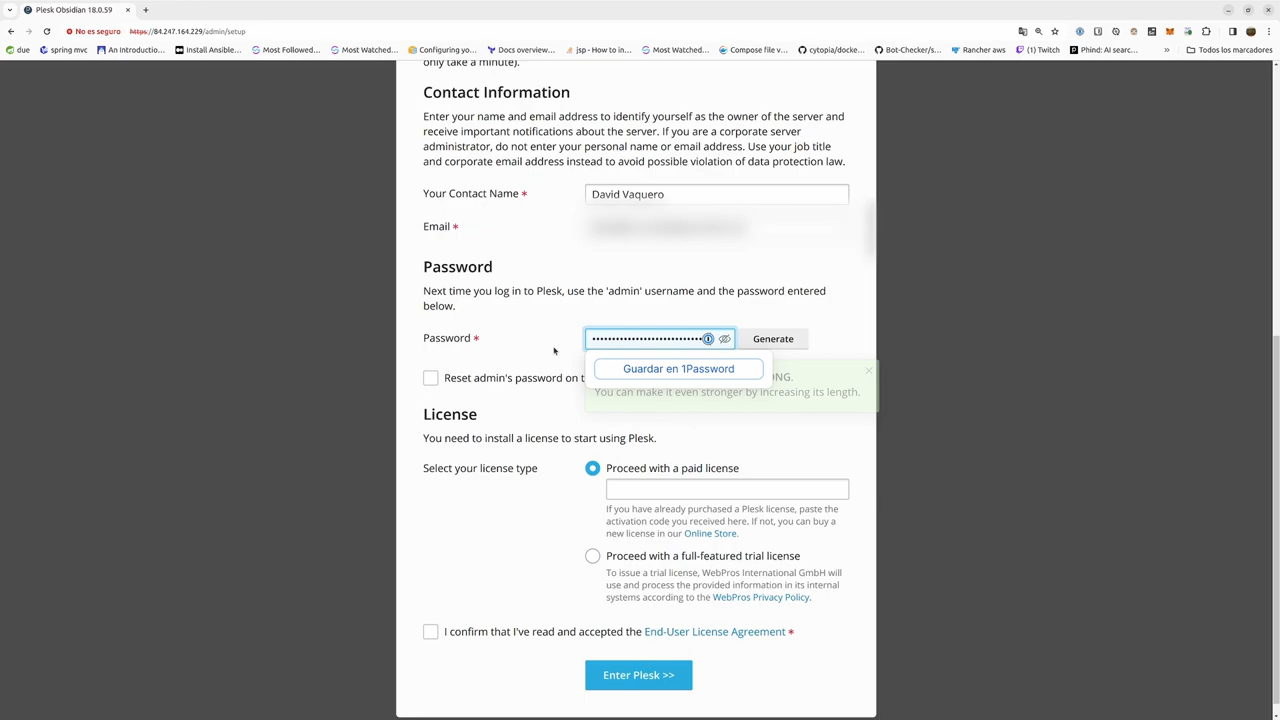 Plesk Obsidian 18.0.59
No es seguro
https://84.247.164.229/admin/setup
due
spring mvc
An Introductio...
Install Ansible...
Most Followed...
Most Watched...
Configuring yo...
Docs overview...
jsp - How to in...
Most Watched...
Compose file v...
cytopia/docke...
Bot-Checker/s...
Rancher aws
(1) Twitch
Phind: AI searc...
»
Todos los marcadores
only take a minute).
Contact Information
Enter your name and email address to identify yourself as the owner of the server and
receive important notifications about the server. If you are a corporate server
administrator, do not enter your personal name or email address. Use your job title
and corporate email address instead to avoid possible violation of data protection law.
Your Contact Name *
David Vaquero
Email *
Password
Next time you log in to Plesk, use the 'admin' username and the password entered
below.
Password *
Generate
Guardar en 1Password
Reset admin's password on t
NG.
You can make it even stronger by increasing its length.
License
You need to install a license to start using Plesk.
Select your license type
Proceed with a paid license
If you have already purchased a Plesk license, paste the
activation code you received here. If not, you can buy a
new license in our Online Store.
Proceed with a full-featured trial license
To issue a trial license, WebPros International GmbH will
use and process the provided information in its internal
systems according to the WebPros Privacy Policy.
I confirm that I've read and accepted the End-User License Agreement *
Enter Plesk >>